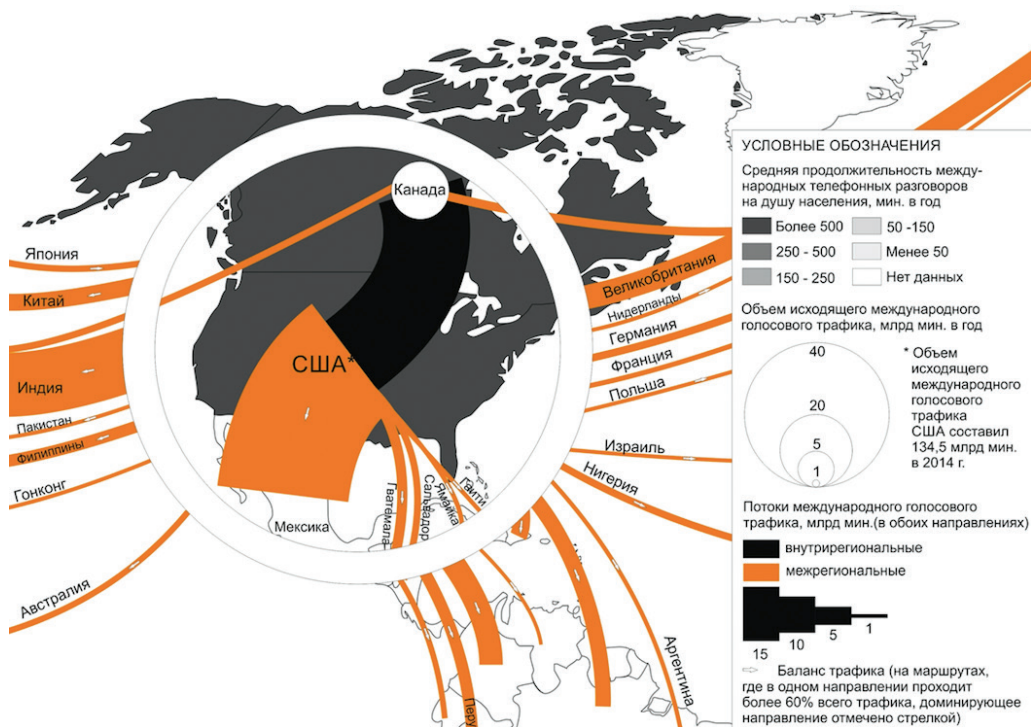 Канада
Япония
Китай
Индия
Пакистан
Филиппины
Гонконг
Австралия
США*
Мексика
Гватемала
Сальвадор
Ямайка
Гаити
Перу
Аргентина
Великобритания
Нидерланды
Германия
Франция
Польша
Израиль
Нигерия
УСЛОВНЫЕ ОБОЗНАЧЕНИЯ
Средняя продолжительность между-
народных телефонных разговоров
на душу населения, мин. в год
Более 500 50 -150
250 - 500 Менее 50
150 - 250 Нет данных
Объем исходящего международного
голосового трафика, млрд мин. в год
40
20
5
1
* Объем
исходящего
международного
голосового
трафика
США составил
134,5 млрд мин.
в 2014 г.
Потоки международного голосового
трафика, млрд мин.(в обоих направлениях)
внутрирегиональные
межрегиональные
15 10 5 1
Баланс трафика (на маршрутах,
где в одном направлении проходит
более 60% всего трафика, доминирующее
направление отмечено стрелкой)